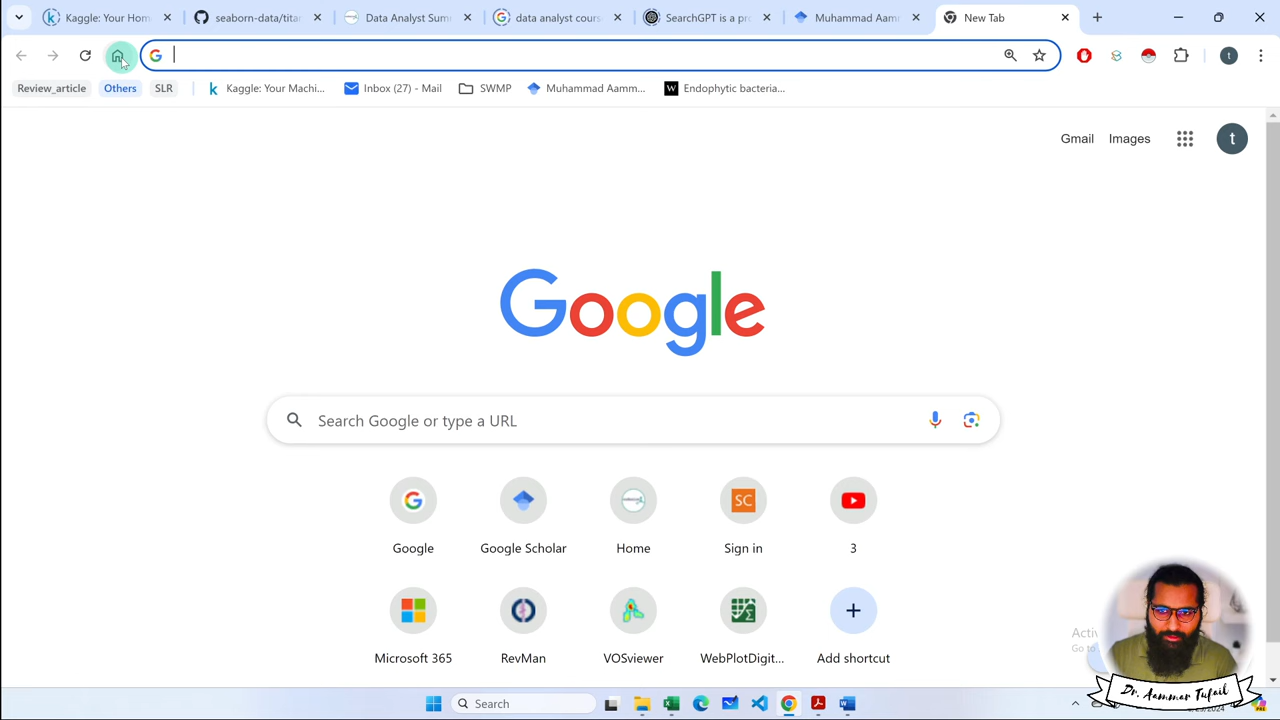 Kaggle: Your Hom
seaborn-data/tita
Data Analyst Sum
data analyst cours
SearchGPT is a pr
Muhammad Aam
New Tab
Review_article
Others
SLR
Kaggle: Your Machi...
Inbox (27) - Mail
SWMP
Muhammad Aamm...
Endophytic bacteria...
Gmail
Images
t
Google
Search Google or type a URL
Google
Google Scholar
Home
SC
Sign in
3
Microsoft 365
RevMan
VOSviewer
WebPlotDigit...
Add shortcut
Acti
Go to
Dr. Aammar Tufail
Search